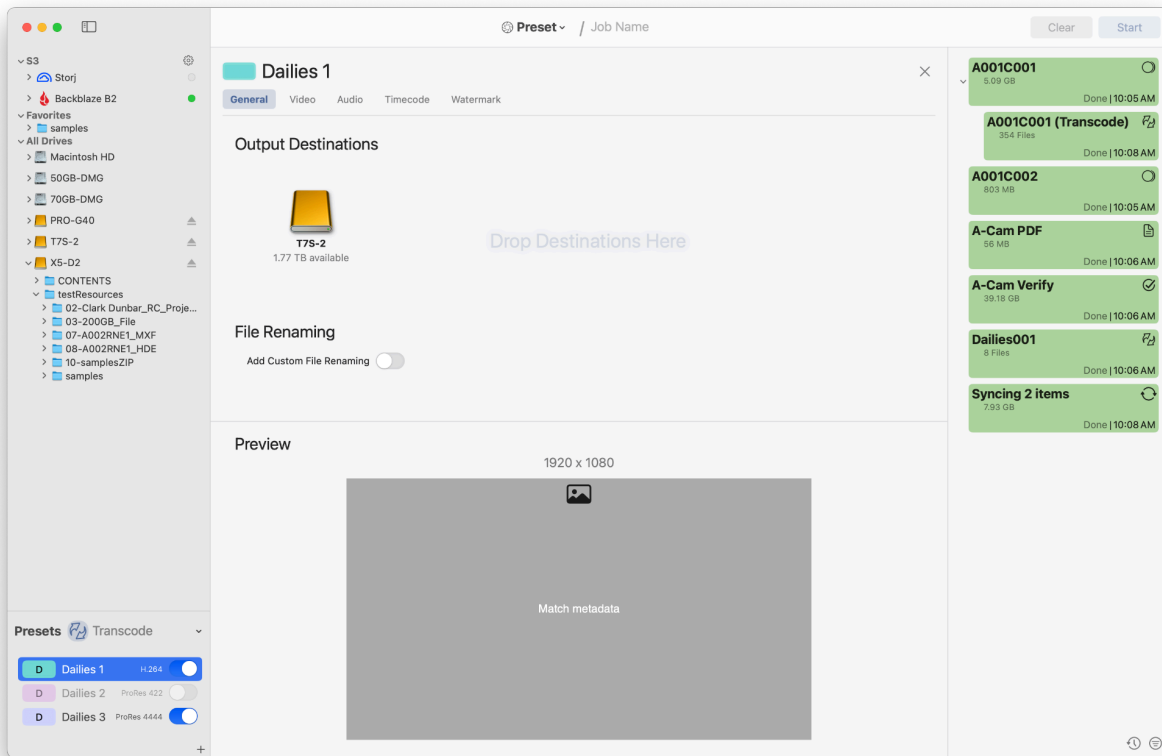 Preset
/ Job Name
Clear
Start
S3
Storj
Backblaze B2
Favorites
samples
All Drives
Macintosh HD
50GB-DMG
70GB-DMG
PRO-G40
T7S-2
X5-D2
CONTENTS
testResources
02-Clark Dunbar_RC_Proje...
03-200GB_File
07-A002RNE1_MXF
08-A002RNE1_HDE
10-samplesZIP
samples
Presets Transcode
D Dailies 1 H.264
D Dailies 2 ProRes 422
D Dailies 3 ProRes 4444
+
Dailies 1
General Video Audio Timecode Watermark
Output Destinations
T7S-2
1.77 TB available
Drop Destinations Here
File Renaming
Add Custom File Renaming
Preview
1920 x 1080
Match metadata
A001C001
5.09 GB
Done | 10:05 AM
A001C001 (Transcode)
354 Files
Done | 10:08 AM
A001C002
803 MB
Done | 10:05 AM
A-Cam PDF
56 MB
Done | 10:06 AM
A-Cam Verify
39.18 GB
Done | 10:06 AM
Dailies001
8 Files
Done | 10:06 AM
Syncing 2 items
7.93 GB
Done | 10:08 AM